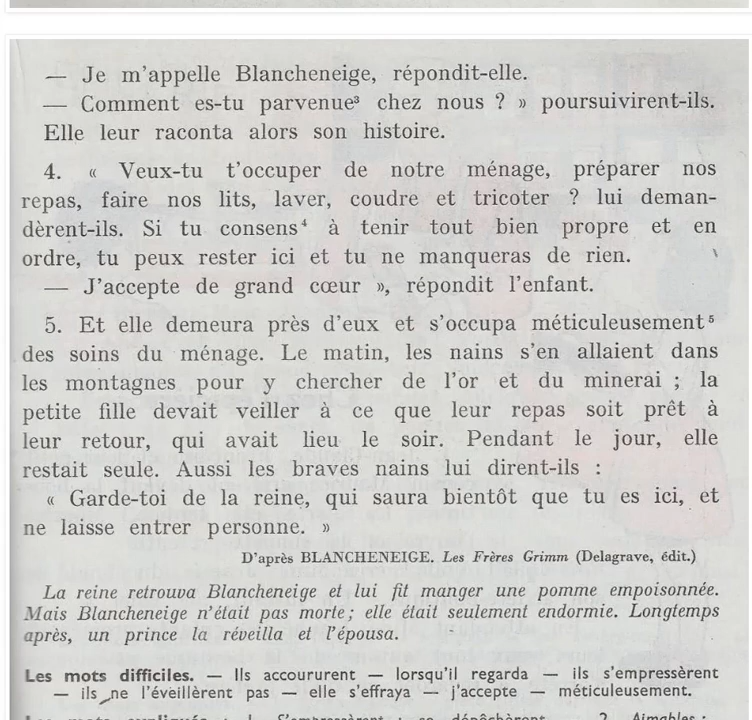 — Je m'appelle Blancheneige, répondit-elle.
— Comment es-tu parvenue³ chez nous ? » poursuivirent-ils.
Elle leur raconta alors son histoire.
4. « Veux-tu t'occuper de notre ménage, préparer nos
repas, faire nos lits, laver, coudre et tricoter ? lui deman-
dèrent-ils. Si tu consens⁴ à tenir tout bien propre et en
ordre, tu peux rester ici et tu ne manqueras de rien.
— J'accepte de grand cœur », répondit l'enfant.
5. Et elle demeura près d'eux et s'occupa méticuleusement⁵
des soins du ménage. Le matin, les nains s'en allaient dans
les montagnes pour y chercher de l'or et du minerai ; la
petite fille devait veiller à ce que leur repas soit prêt à
leur retour, qui avait lieu le soir. Pendant le jour, elle
restait seule. Aussi les braves nains lui dirent-ils :
« Garde-toi de la reine, qui saura bientôt que tu es ici, et
ne laisse entrer personne. »
D'après BLANCHENEIGE. Les Frères Grimm (Delagrave, édit.)
La reine retrouva Blancheneige et lui fit manger une pomme empoisonnée.
Mais Blancheneige n'était pas morte ; elle était seulement endormie. Longtemps
après, un prince la réveilla et l'épousa.
Les mots difficiles. — Ils accoururent — lorsqu'il regarda — ils s'empressèrent
— ils ne l'éveillèrent pas — elle s'effraya — j'accepte — méticuleusement.